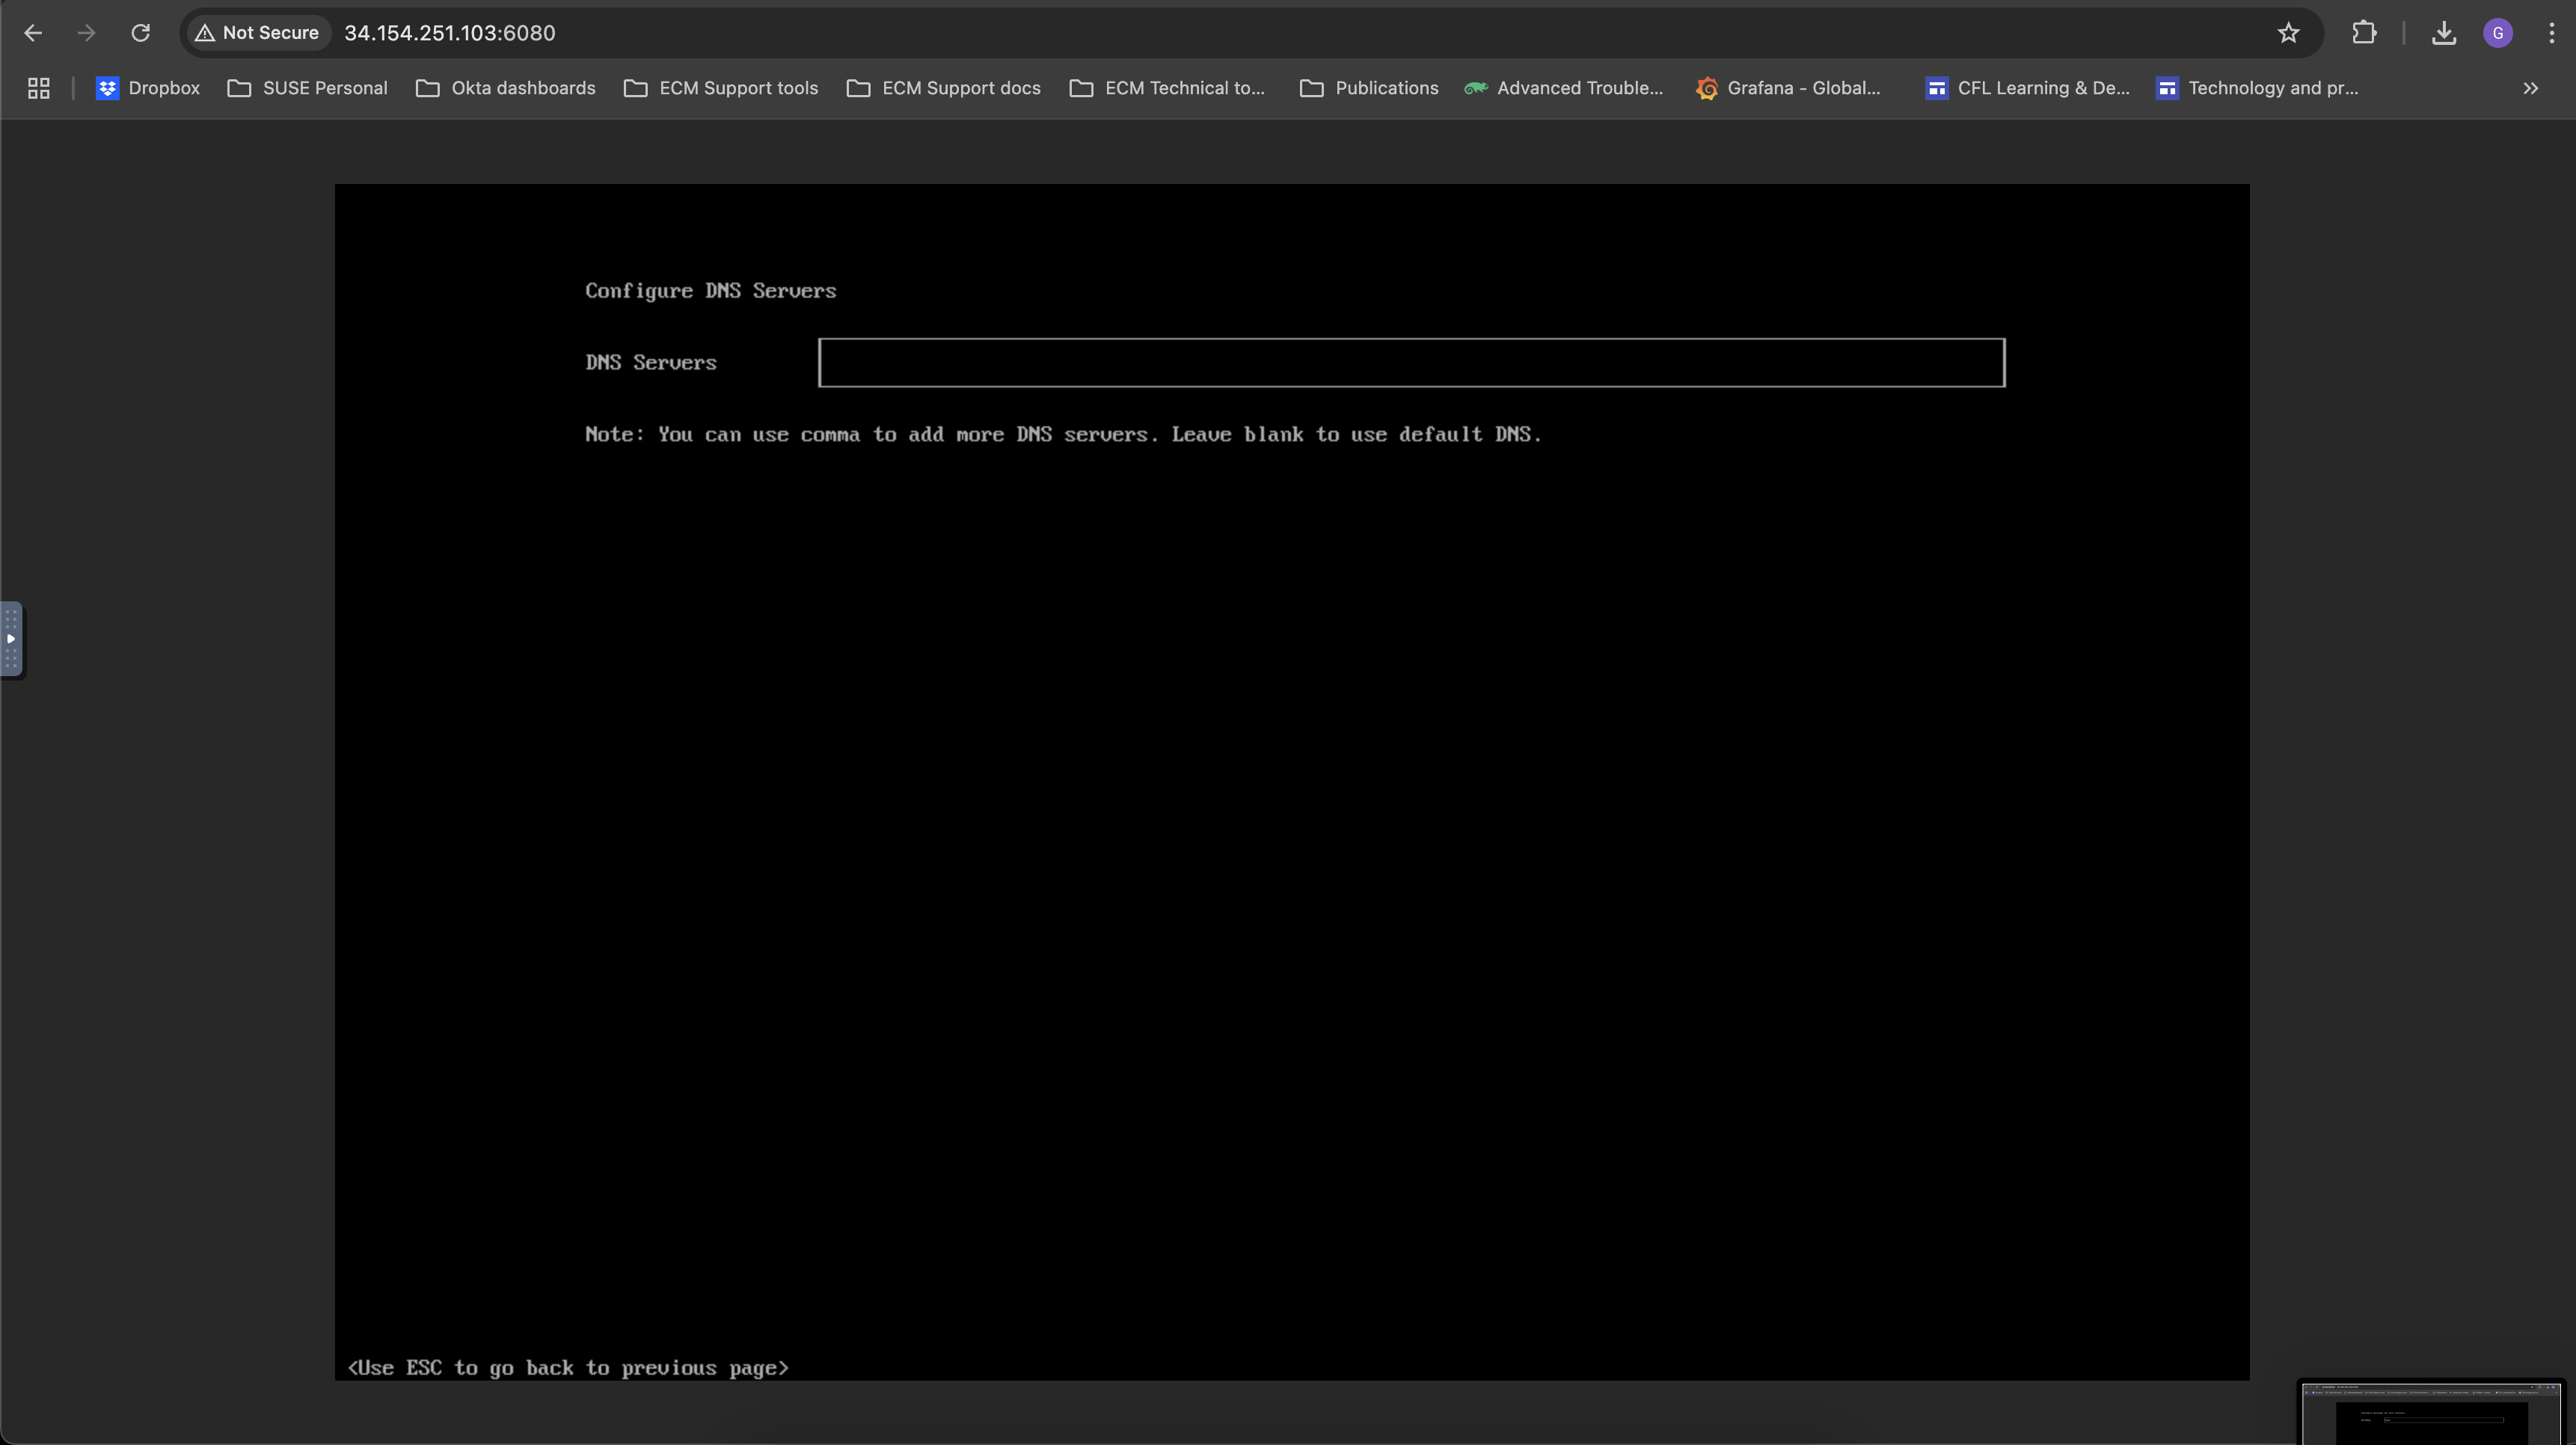 Not Secure 34.154.251.103:6080 G
Dropbox SUSE Personal Okta dashboards ECM Support tools ECM Support docs ECM Technical to... Publications Advanced Trouble... Grafana - Global... CFL Learning & De... Technology and pr...
Configure DNS Servers
DNS Servers
Note: You can use comma to add more DNS servers. Leave blank to use default DNS.
<Use ESC to go back to previous page>